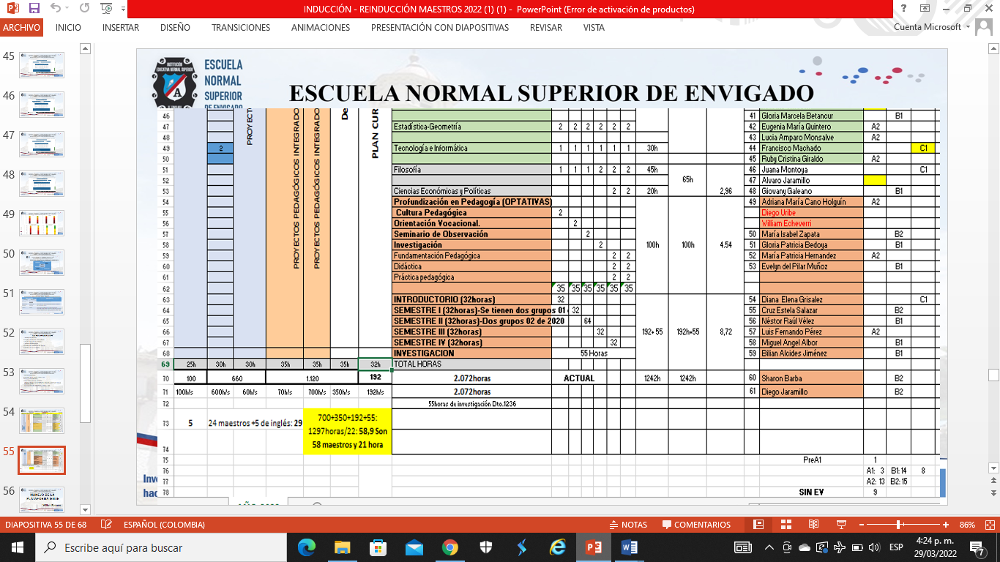 INDUCCIÓN - REINDUCCIÓN MAESTROS 2022 (1) (1) - PowerPoint (Error de activación de productos)
ARCHIVO INICIO INSERTAR DISEÑO TRANSICIONES ANIMACIONES PRESENTACIÓN CON DIAPOSITIVAS REVISAR VISTA Cuenta Microsoft
45
46
47
48
49
50
51
52
53
54
55
56
MANEJO DE LA
ESCUELA
NORMAL
SUPERIOR
DE ENVIGADO
ESCUELA NORMAL SUPERIOR DE ENVIGADO
PROYECTO
PROYECTOS PEDAGÓGICOS INTEGRADO
PROYECTOS PEDAGÓGICOS INTEGRADO
De
PLAN CUR
46 41 Gloria Marcela Betancur B1
47 Estadística-Geometría 2 2 2 2 2 2 42 Eugenia María Quintero A2
48 43 Lucia Amparo Monsalve A2
49 2 Tecnología e Informática 1 1 1 1 1 1 30h 44 Francisco Machado C1
50 45 Ruby Cristina Giraldo A2
51 Filosofía 1 1 1 2 2 2 45h 46 Juana Montoya C1
52 65h 47 Alvaro Jaramillo
53 Ciencias Económicas y Políticas 2 2 20h 2,96 48 Giovany Galeano B1
54 Profundización en Pedagogía (OPTATIVAS) 49 Adriana María Cano Holguín A2
55 Cultura Pedagógica 2 Diego Uribe
56 Orientación Vocacional. 2 William Echeverri
57 Seminario de Observación 2 50 María Isabel Zapata B2
58 Investigación 2 100h 100h 4.54 51 Gloria Patricia Bedoya B1
59 Fundamentación Pedagógica 2 2 52 María Patricia Hernandez A2
60 Didáctica 2 2 53 Evelyn del Pilar Muñoz B1
61 Práctica pedagógica 2 2
62 35 35 35 35 35 35
63 INTRODUCTORIO (32horas) 32 54 Diana Elena Grisalez C1
64 SEMESTRE I (32horas)-Se tienen dos grupos 01 32 55 Cruz Estela Salazar B2
65 SEMESTRE II (32horas)-Dos grupos 02 de 2020 64 56 Néstor Raúl Vélez B1
66 SEMESTRE III (32horas) 32 192+ 55 192h+55 8,72 57 Luis Fernando Pérez A2
67 SEMESTRE IV (32horas) 32 58 Miguel Angel Albor B1
68 INVESTIGACION 55 Horas 59 Bilian Alcides Jiménez B1
69 25h 30h 30h 35h 35h 35h 32h TOTAL HORAS
70 100 660 1.120 192 2.072horas ACTUAL 1242h 1242h 60 Sharon Barba B2
71 100h/s 600h/s 60h/s 70h/s 700h/s 350h/s 192h/s 2.072horas 61 Diego Jaramillo B2
72 55horas de investigación Dto.1236
73 5 24 maestros +5 de inglés: 29 700+350+192+55:
1297horas/22: 58,9 Son
74 58 maestros y 21 hora
75 PreA1 1
76 A1: 3 B1: 14 8
77 A2: 13 B2: 15
78 SIN EV 9
Inve
hac
DIAPOSITIVA 55 DE 68 ESPAÑOL (COLOMBIA) NOTAS COMENTARIOS 86%
Escribe aquí para buscar ESP 4:24 p. m.
29/03/2022 7